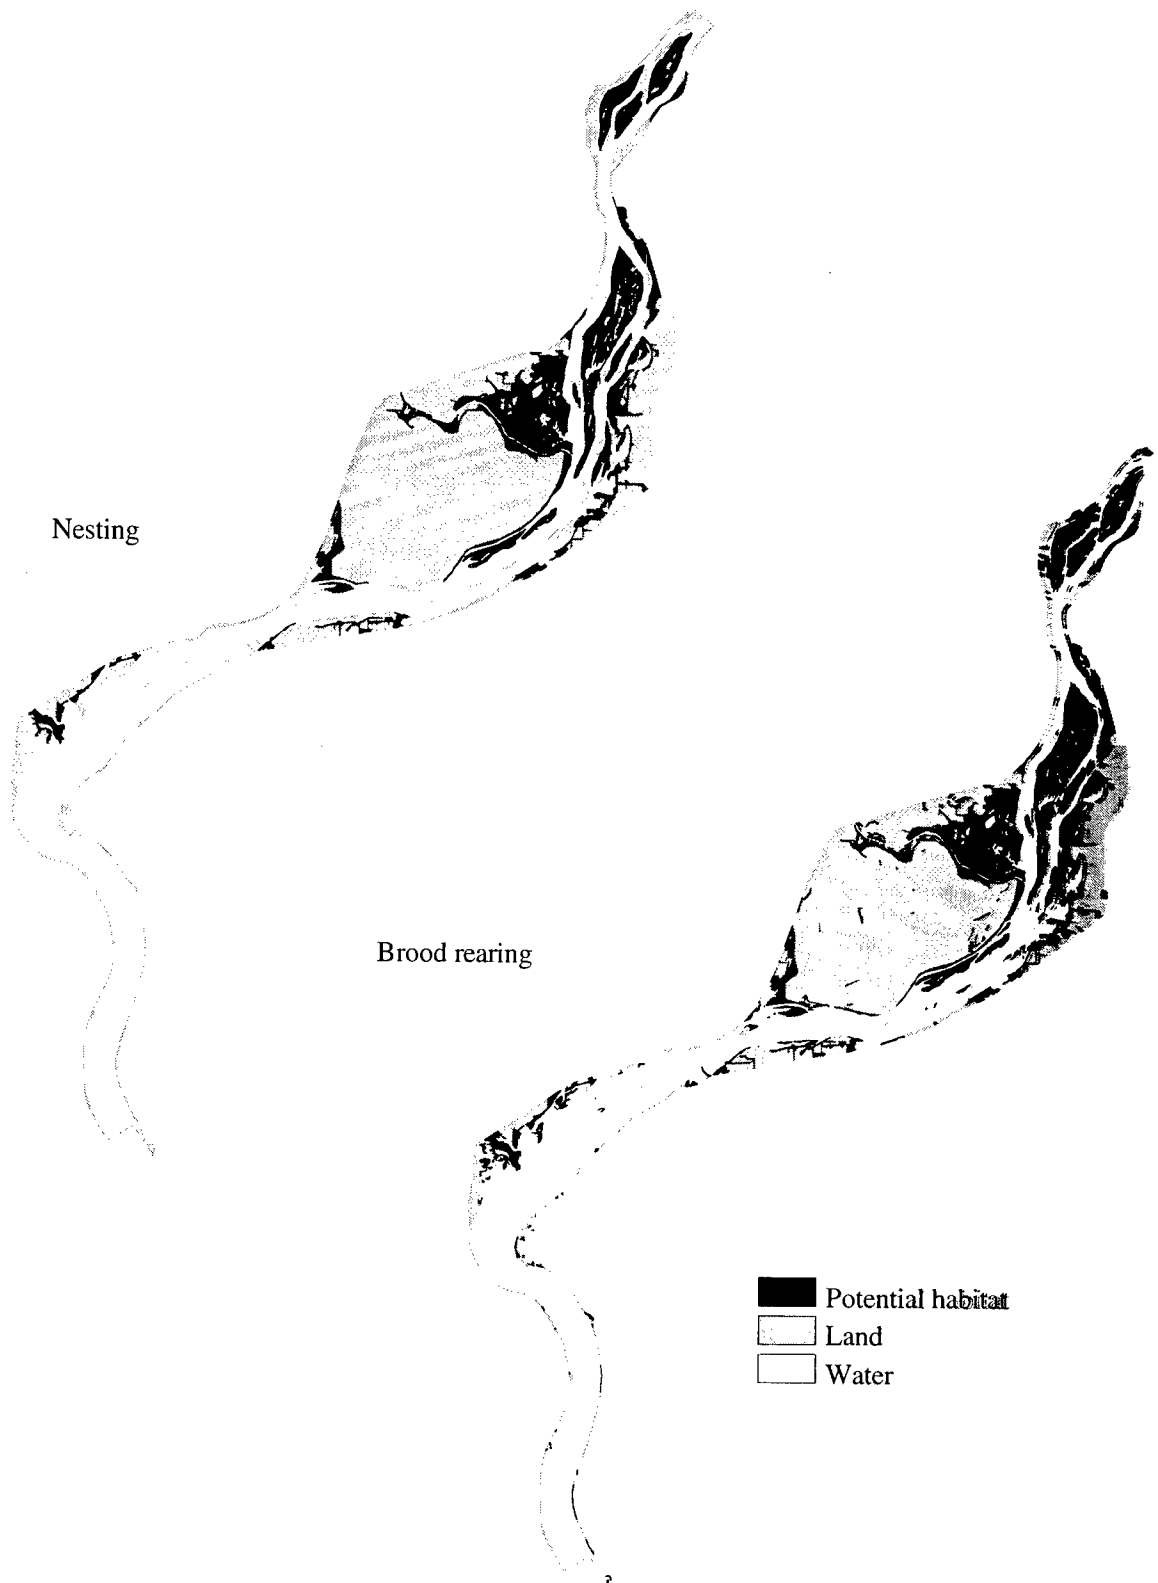 Nesting
Brood rearing
Potential habitat
Land
Water